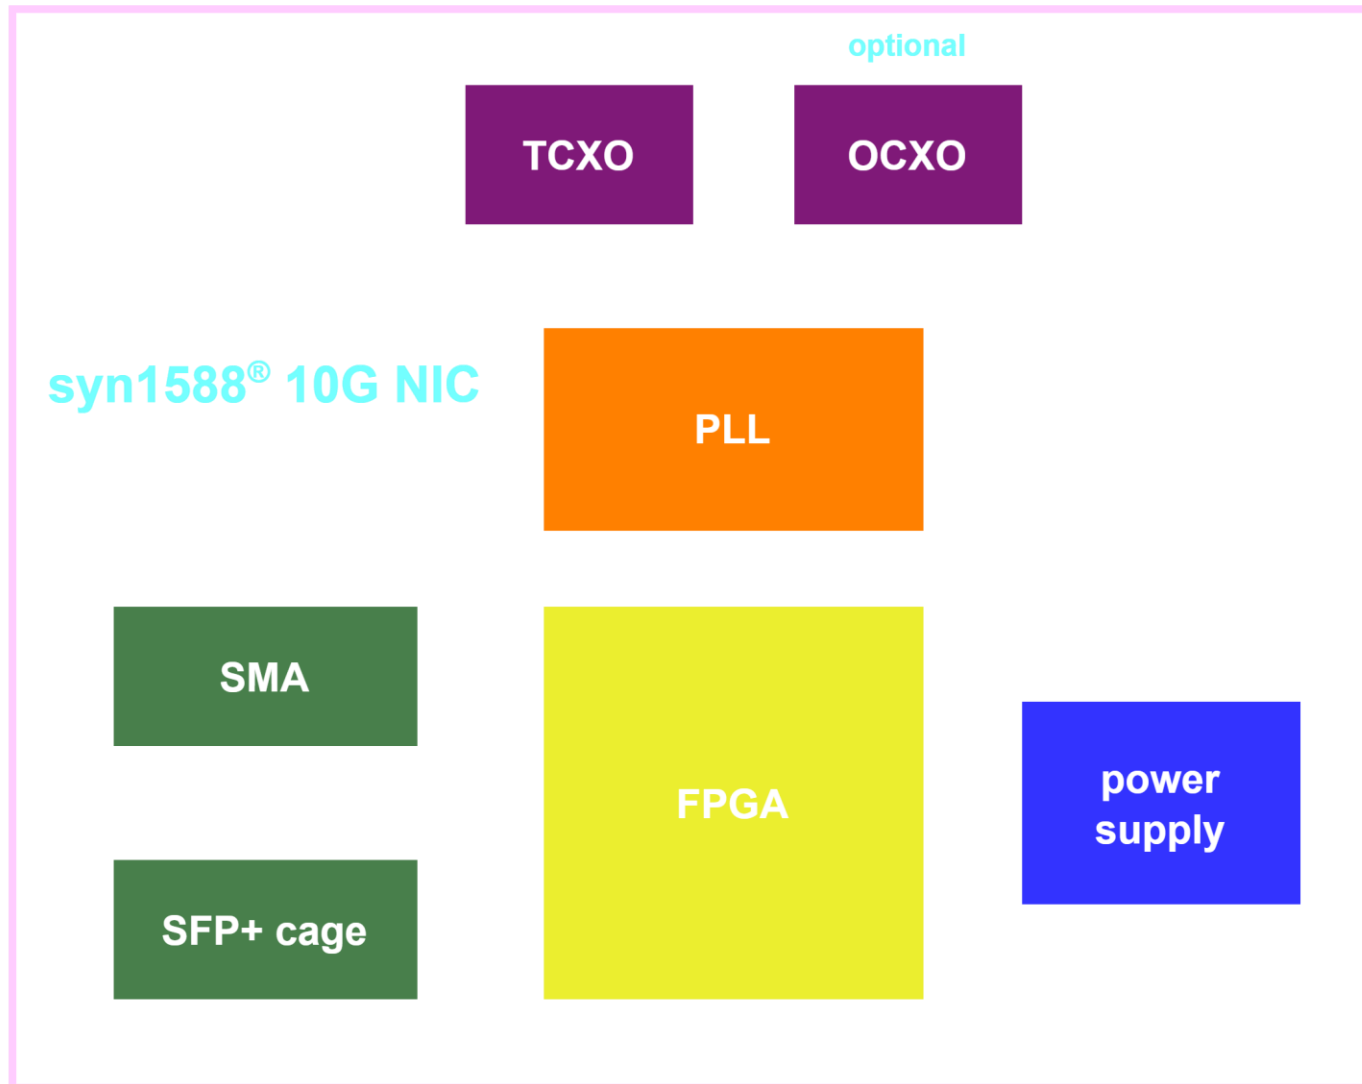 optional
TCXO
OCXO
syn1588® 10G NIC
PLL
SMA
FPGA
power
supply
SFP+ cage